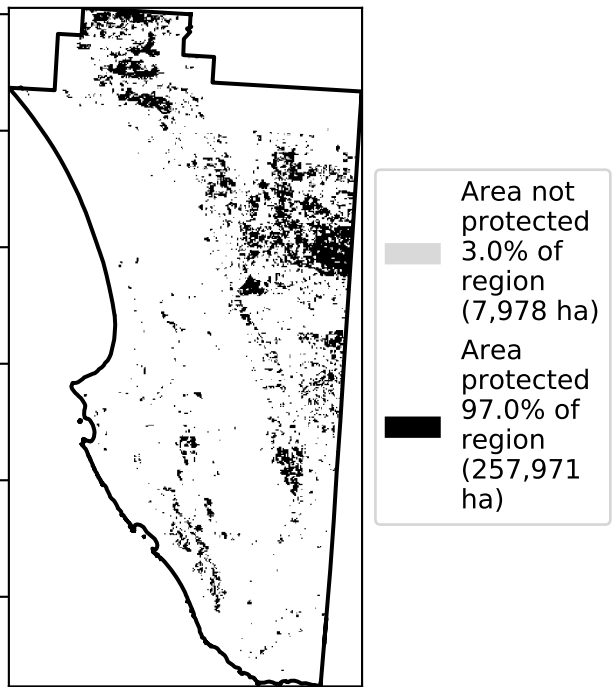 Area not
protected
3.0% of
region
(7,978 ha)
Area
protected
97.0% of
region
(257,971
ha)